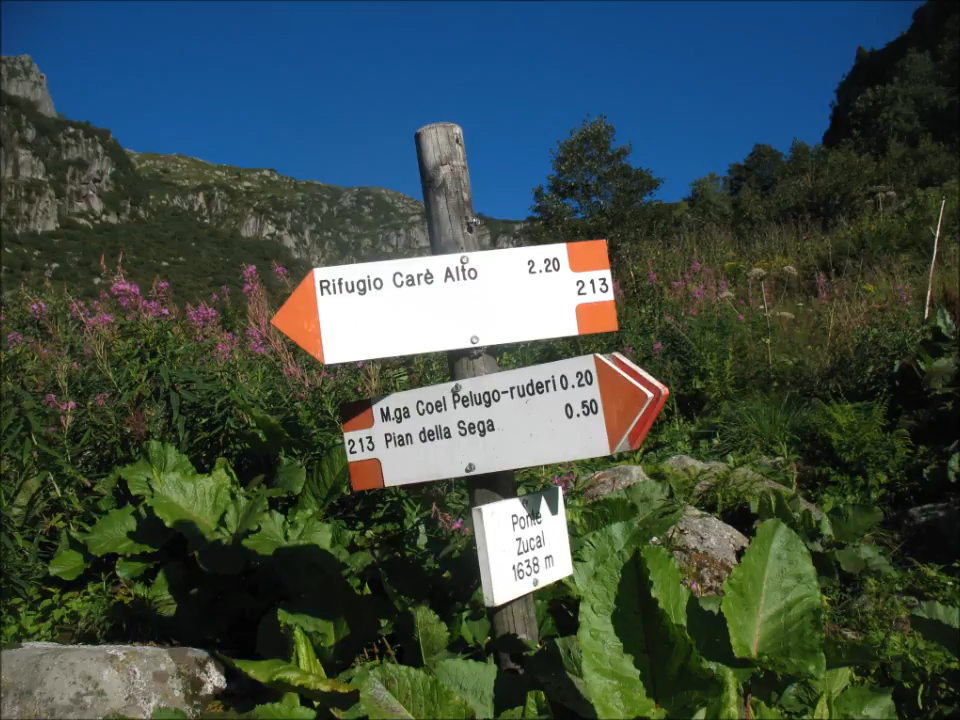 Rifugio Carè Alto 2.20
213
M.ga Coel Pelugo-ruderi 0.20
213 Pian della Sega 0.50
Ponte
Zucal
1638 m